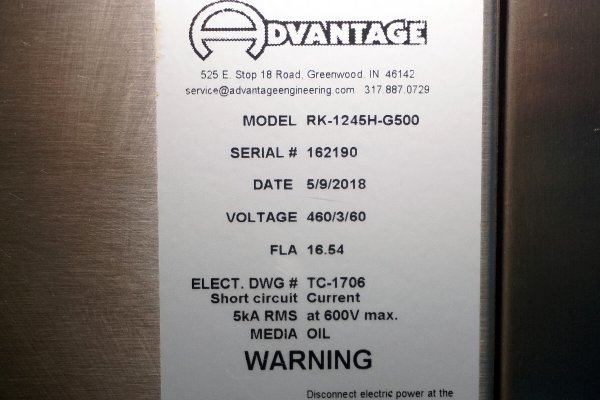 ADVANTAGE
525 E. Stop 18 Road, Greenwood, IN 46142
service@advantageengineering.com 317.887.0729
MODEL RK-1245H-G500
SERIAL # 162190
DATE 5/9/2018
VOLTAGE 460/3/60
FLA 16.54
ELECT. DWG # TC-1706
Short circuit Current
5kA RMS at 600V max.
MEDIA OIL
WARNING
Disconnect electric power at the